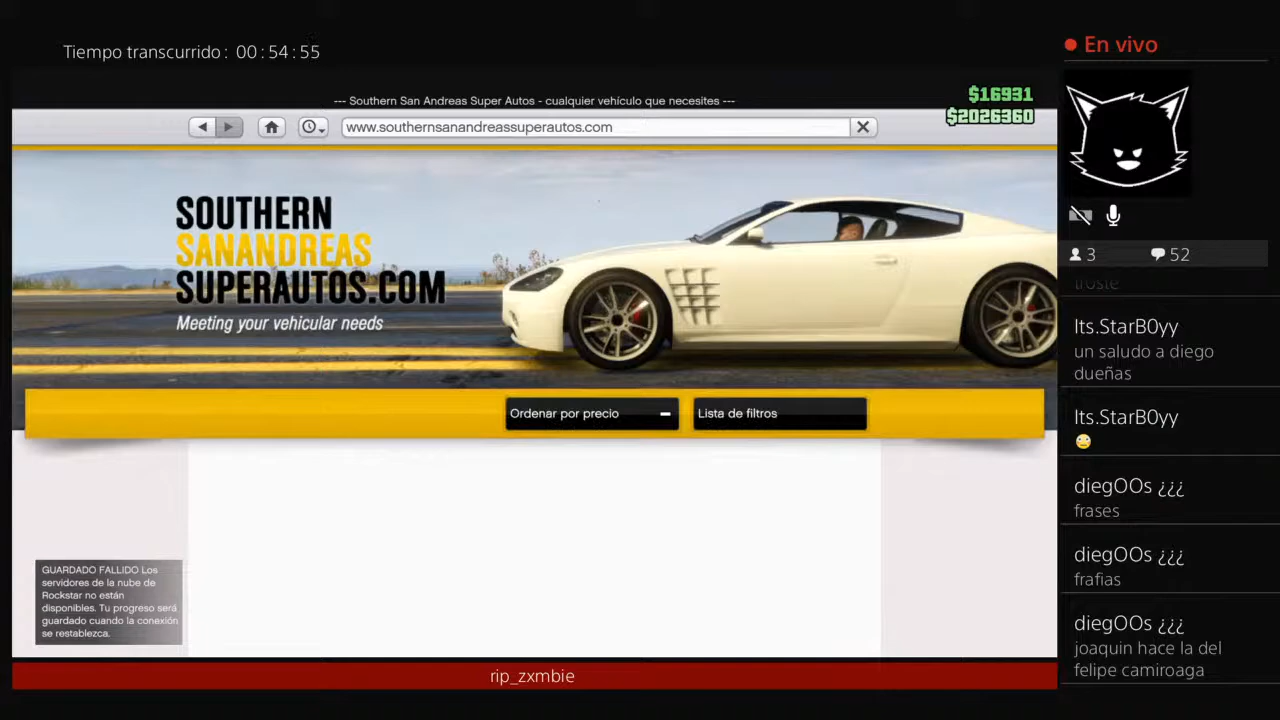 Tiempo transcurrido: 00:54:55
En vivo
--- Southern San Andreas Super Autos - cualquier vehículo que necesites ---
$16931
$2026360
www.southernsanandreassuperautos.com
SOUTHERN
SANANDREAS
SUPERAUTOS.COM
Meeting your vehicular needs
Ordenar por precio
Lista de filtros
GUARDADO FALLIDO Los
servidores de la nube de
Rockstar no están
disponibles. Tu progreso será
guardado cuando la conexión
se restablezca.
rip_zxmbie
3 52
Its.StarB0yy
un saludo a diego
dueñas
Its.StarB0yy
diegOOs ¿¿¿
frases
diegOOs ¿¿¿
frafias
diegOOs ¿¿¿
joaquin hace la del
felipe camiroaga